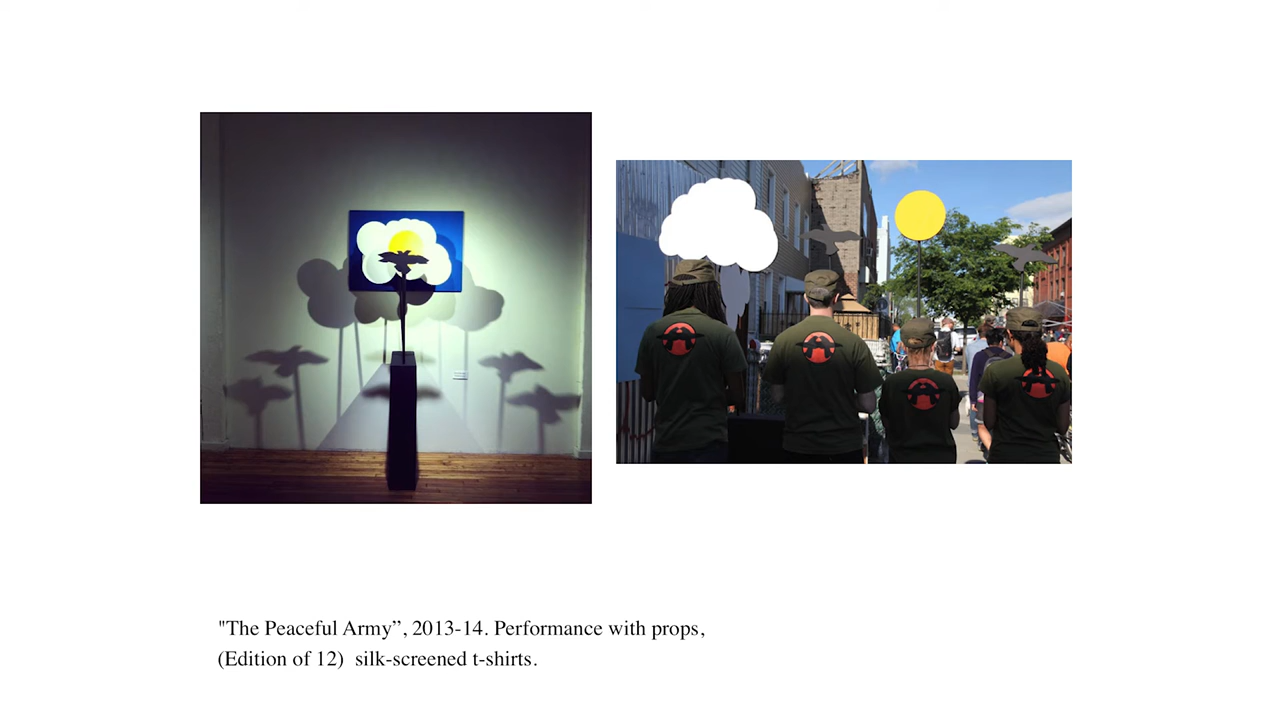 "The Peaceful Army”, 2013-14. Performance with props,
(Edition of 12)  silk-screened t-shirts.